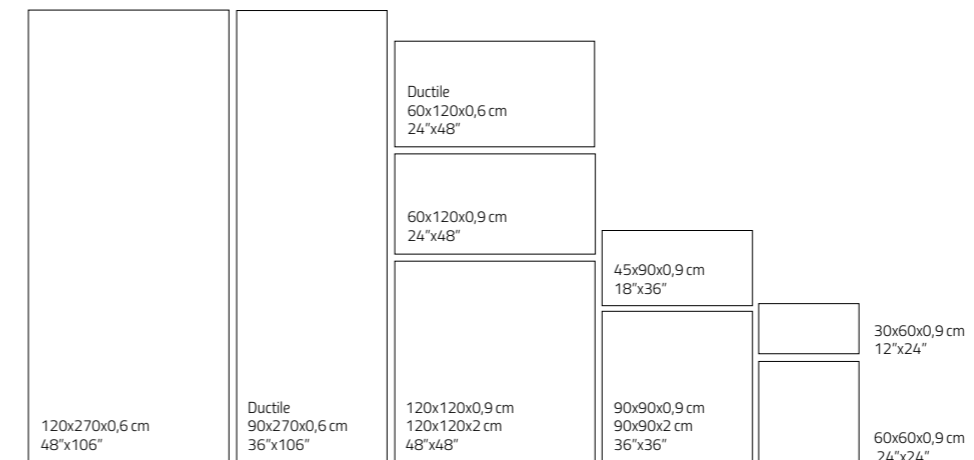 120x270x0,6 cm
48”x106”
Ductile
90x270x0,6 cm
36”x106”
Ductile
60x120x0,6 cm
24”x48”
60x120x0,9 cm
24”x48”
120x120x0,9 cm
120x120x2 cm
48”x48”
45x90x0,9 cm
18”x36”
90x90x0,9 cm
90x90x2 cm
36”x36”
30x60x0,9 cm
12”x24”
60x60x0,9 cm
24”x24”